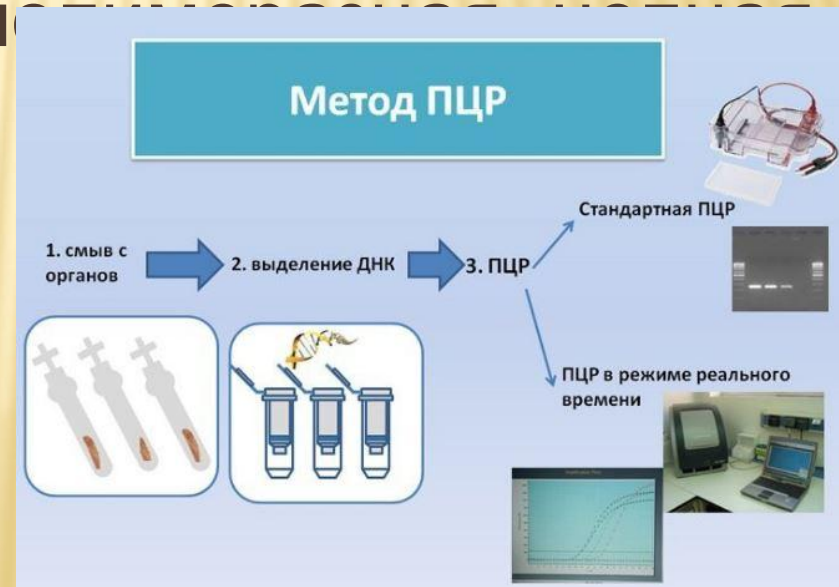 Метод ПЦР
Стандартная ПЦР
1. смыв с
органов
2. выделение ДНК
3. ПЦР
ПЦР в режиме реального
времени